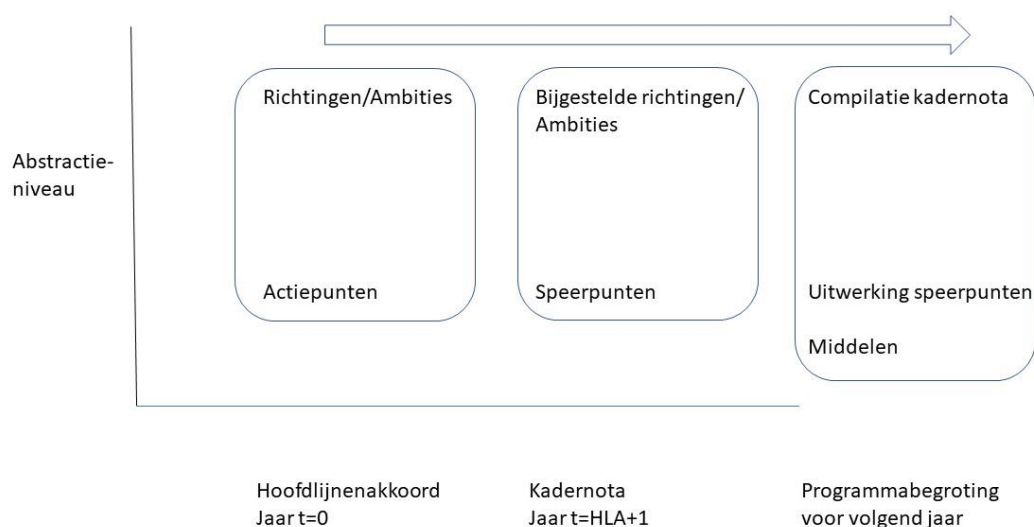 Abstractie-
niveau
Richtingen/Ambities
Actiepunten
Bijgestelde richtingen/
Ambities
Speerpunten
Compilatie kadernota
Uitwerking speerpunten
Middelen
Hoofdlijnenakkoord
Jaar t=0
Kadernota
Jaar t=HLA+1
Programmabegroting
voor volgend jaar